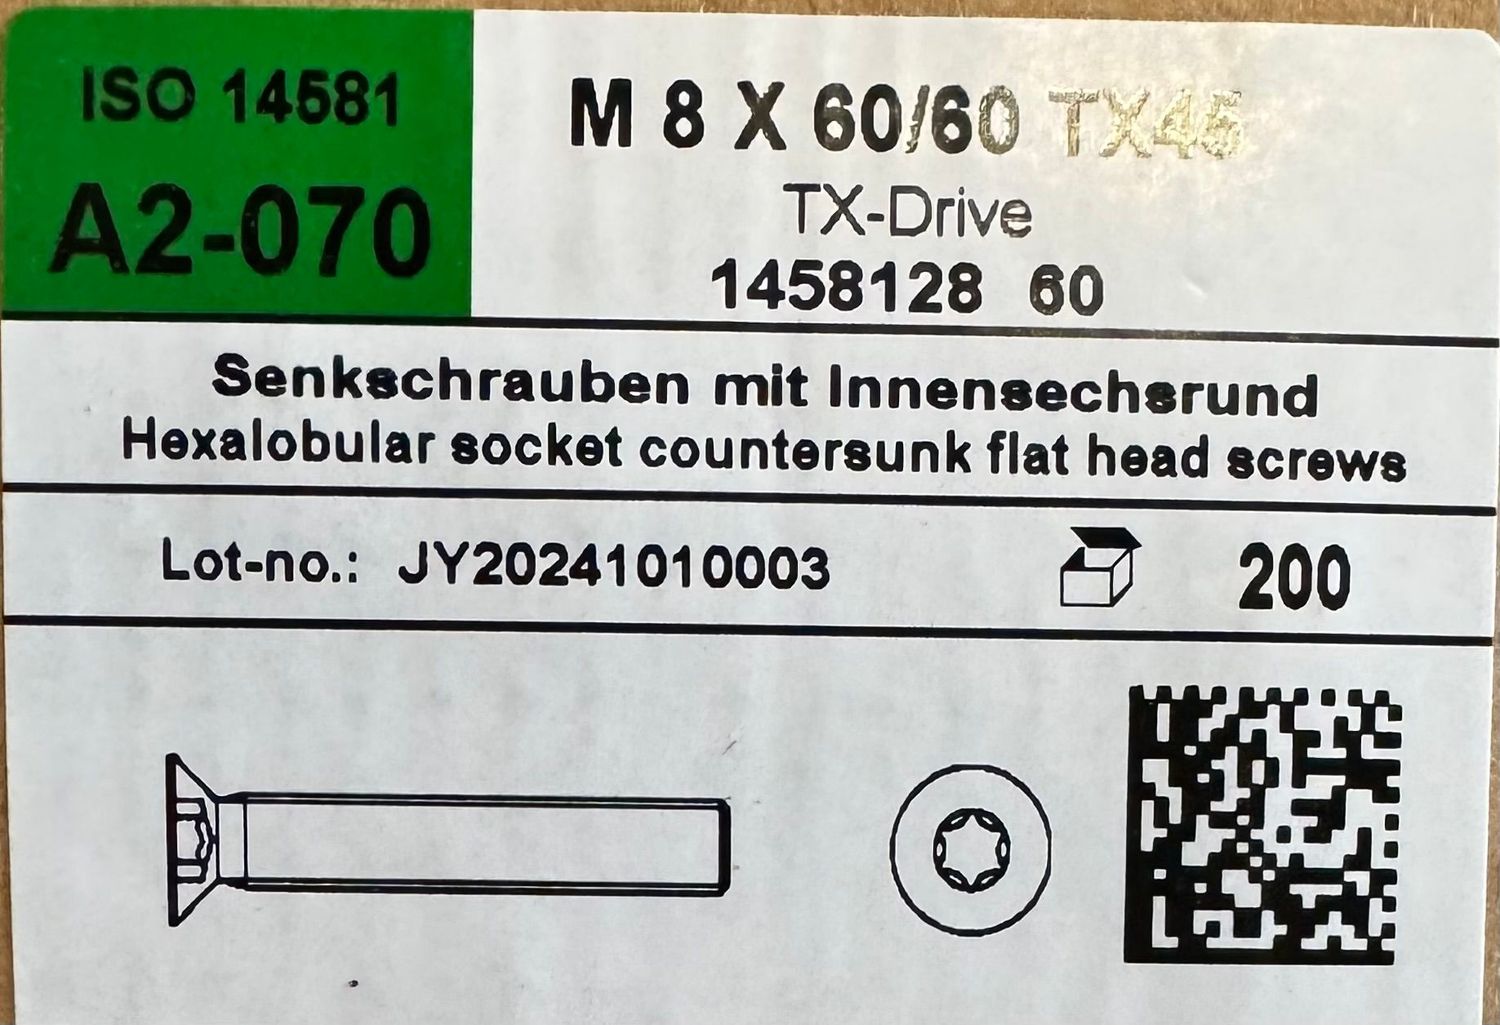 ISO 14581
A2-070
M 8 X 60/60 TX45
TX-Drive
1458128 60
Senkschrauben mit Innensechsrund
Hexalobular socket countersunk flat head screws
Lot-no.: JY20241010003
200